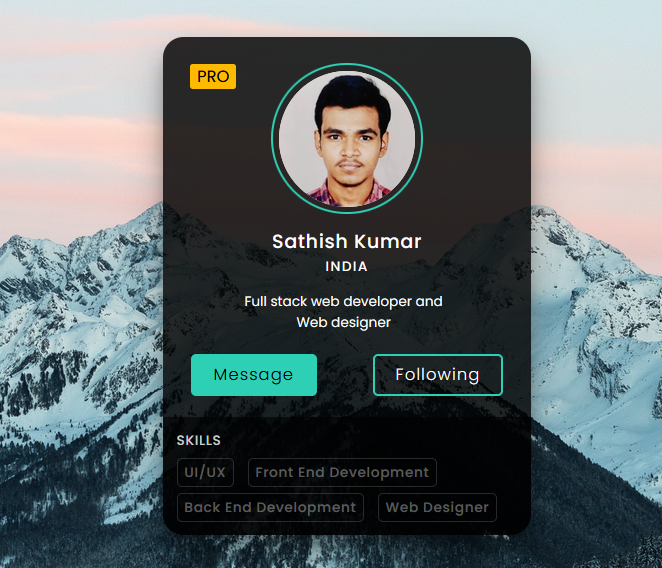 PRO
Sathish Kumar
INDIA
Full stack web developer and
Web designer
Message
Following
SKILLS
UI/UX
Front End Development
Back End Development
Web Designer